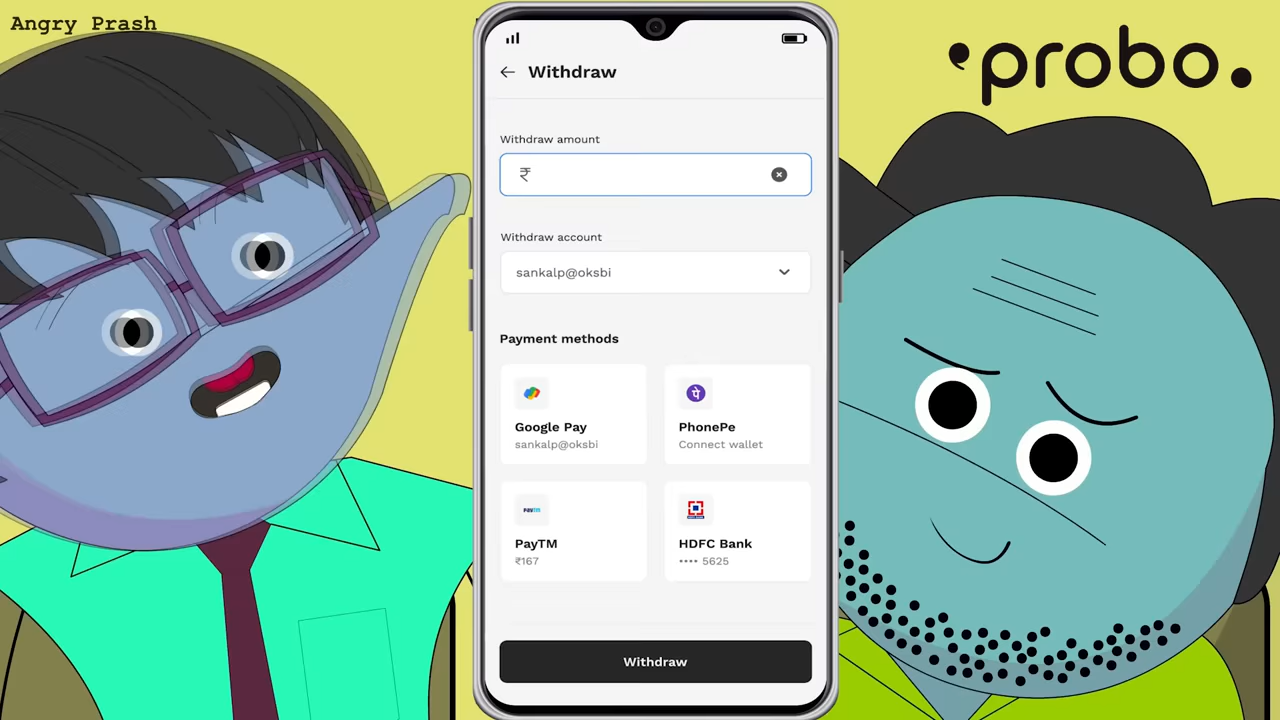 Angry Prash
probo.
Withdraw
Withdraw amount
₹
Withdraw account
sankalp@oksbi
Payment methods
Google Pay
sankalp@oksbi
PhonePe
Connect wallet
PayTM
₹167
HDFC Bank
•••• 5625
Withdraw